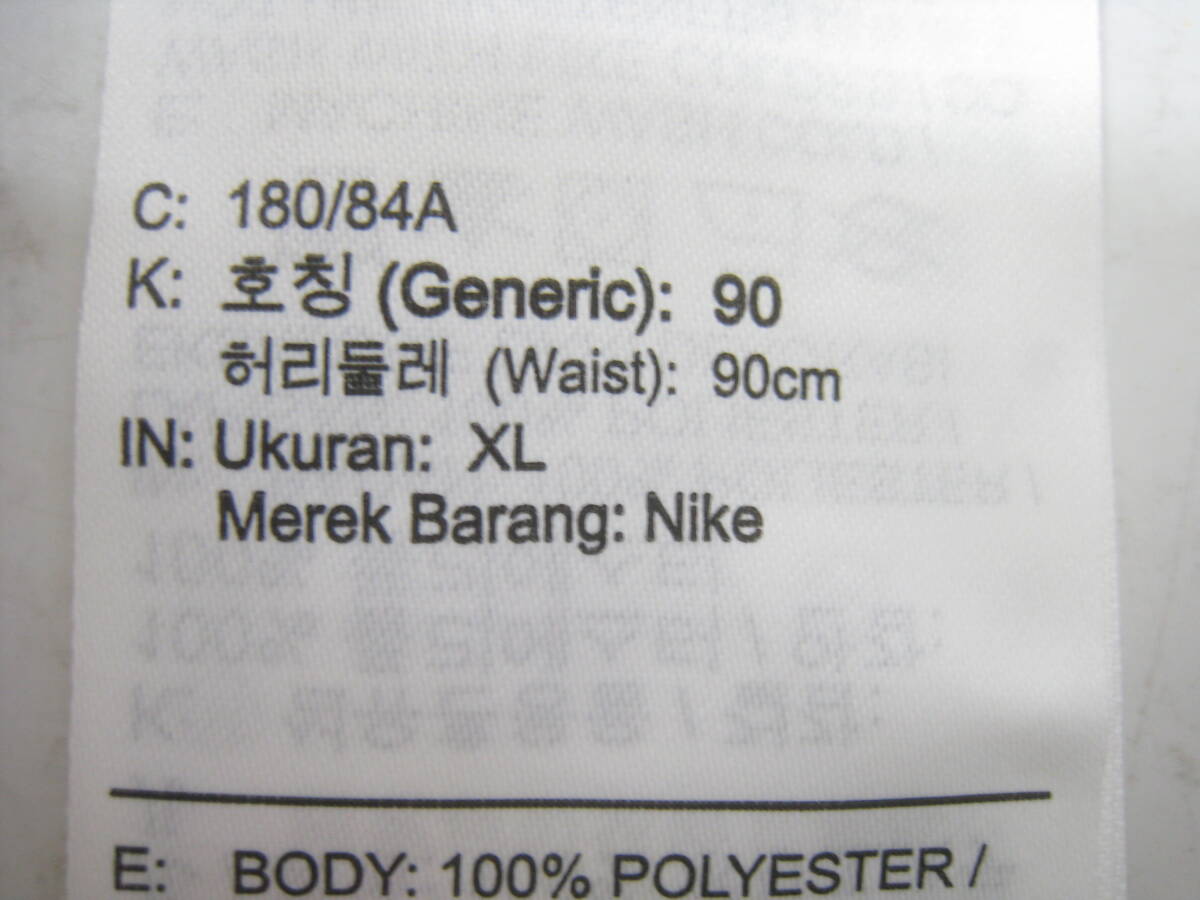 C: 180/84A
K: 호칭 (Generic): 90
허리둘레 (Waist): 90cm
IN: Ukuran: XL
Merek Barang: Nike
E: BODY: 100% POLYESTER /